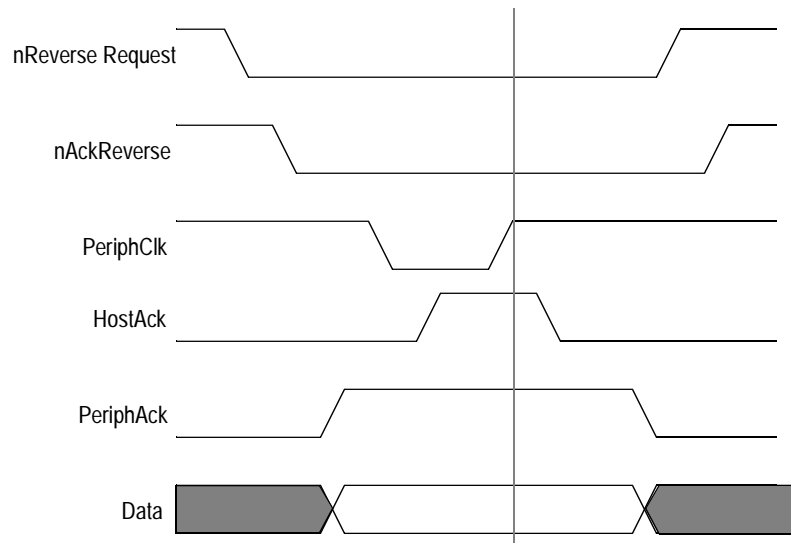 nReverse Request
nAckReverse
PeriphClk
HostAck
PeriphAck
Data